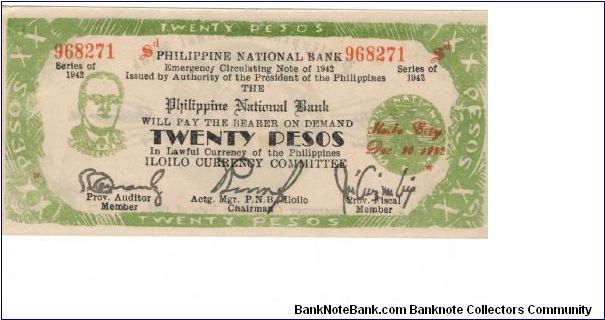 TWENTY PESOS
968271 Sd PHILIPPINE NATIONAL BANK 968271 Sd
Series of 1942
Emergency Circulating Note of 1942
Series of 1942
Issued by Authority of the President of the Philippines
THE
Philippine National Bank
WILL PAY THE BEARER ON DEMAND
TWENTY PESOS
In Lawful Currency of the Philippines
ILOILO CURRENCY COMMITTEE
Iloilo City
Dec.
Prov. Auditor
Member
Actg. Mgr. P.N.B. Iloilo
Chairman
Prov. Fiscal
Member
TWENTY PESOS
PESOS
PESOS
BankNoteBank.com Banknote Collectors Community